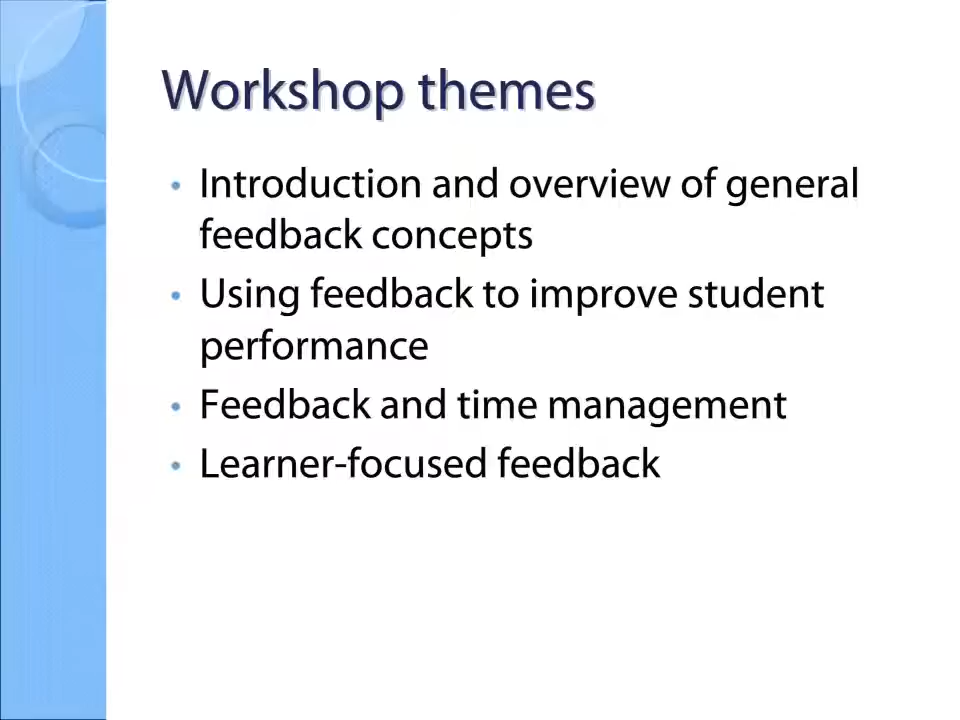 Workshop themes
• Introduction and overview of general
feedback concepts
• Using feedback to improve student
performance
• Feedback and time management
• Learner-focused feedback